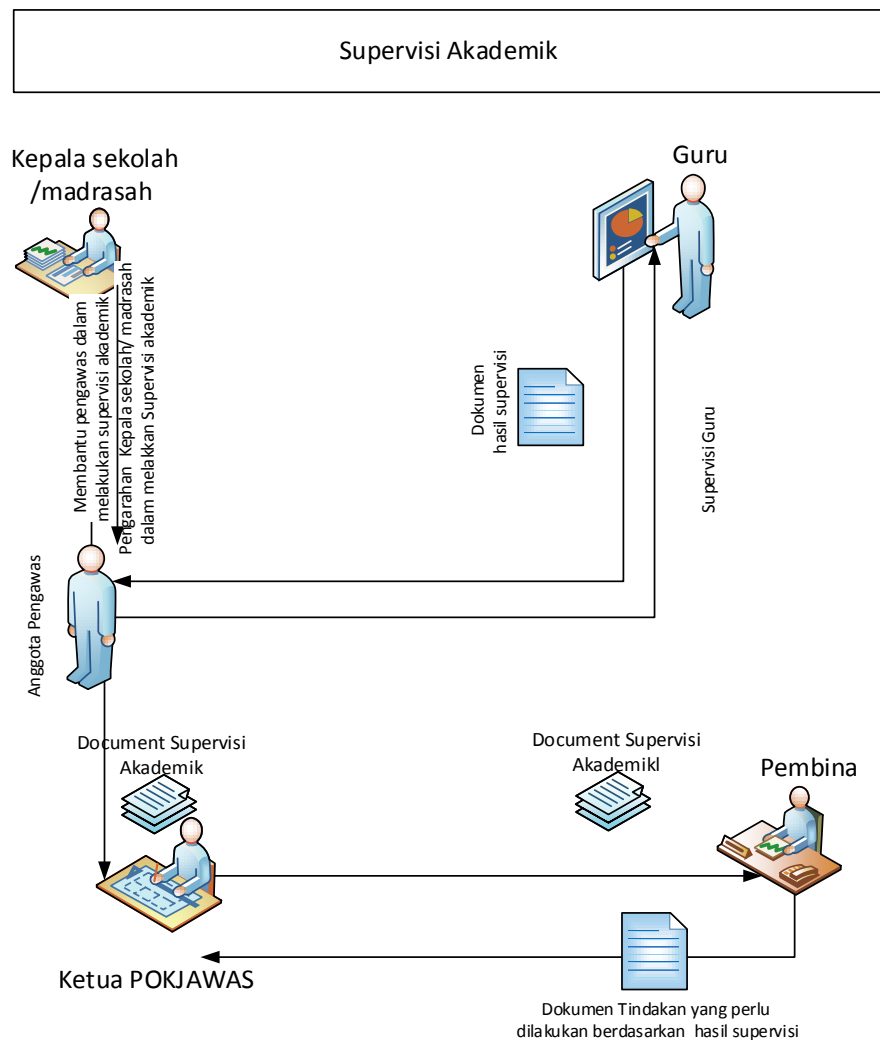 Supervisi Akademik
Kepala sekolah
/madrasah
Guru
Membantu pengawas dalam
melakukan supervisi akademik
Pengarahan Kepala sekolah/ madrasah
dalam melakkan Supervisi akademik
Dokumen
hasil supervisi
Supervisi Guru
Anggota Pengawas
Document Supervisi
Akademik
Document Supervisi
Akademikl
Pembina
Ketua POKJAWAS
Dokumen Tindakan yang perlu
dilakukan berdasarkan hasil supervisi